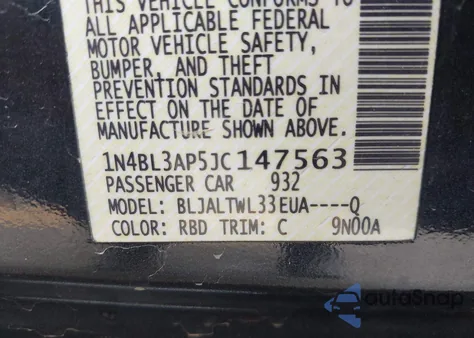 THIS VEHICLE CONFORMS TO
ALL APPLICABLE FEDERAL
MOTOR VEHICLE SAFETY,
BUMPER, AND THEFT
PREVENTION STANDARDS IN
EFFECT ON THE DATE OF
MANUFACTURE SHOWN ABOVE.
1N4BL3AP5JC147563
PASSENGER CAR 932
MODEL: BLJALTWL33EUA----Q
COLOR: RBD TRIM: C 9N00A
autoSnap